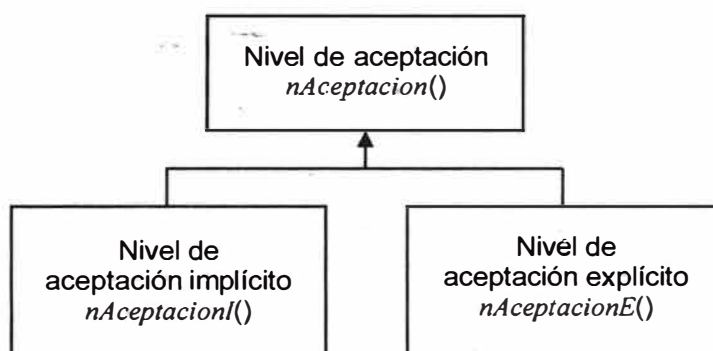 Nivel de aceptación
nAceptacion()
Nivel de
aceptación implícito
nAceptacionI()
Nivel de
aceptación explícito
nAceptacionE()